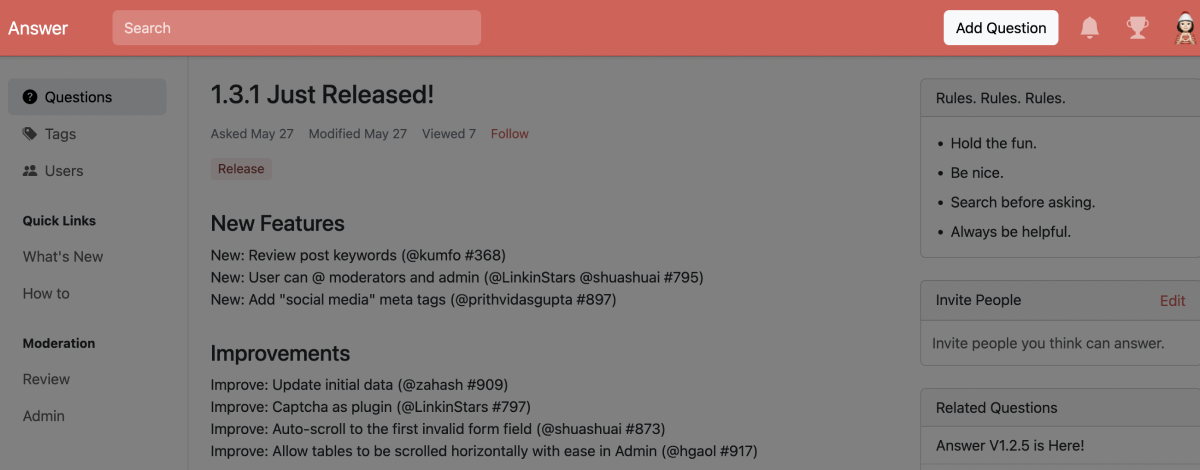 Answer
Search
Add Question
Questions
Tags
Users
Quick Links
What's New
How to
Moderation
Review
Admin
1.3.1 Just Released!
Asked May 27 Modified May 27 Viewed 7 Follow
Release
New Features
New: Review post keywords (@kumfo #368)
New: User can @ moderators and admin (@LinkinStars @shuashuai #795)
New: Add "social media" meta tags (@prithvidasgupta #897)
Improvements
Improve: Update initial data (@zahash #909)
Improve: Captcha as plugin (@LinkinStars #797)
Improve: Auto-scroll to the first invalid form field (@shuashuai #873)
Improve: Allow tables to be scrolled horizontally with ease in Admin (@hgaol #917)
Rules. Rules. Rules.
• Hold the fun.
• Be nice.
• Search before asking.
• Always be helpful.
Invite People Edit
Invite people you think can answer.
Related Questions
Answer V1.2.5 is Here!